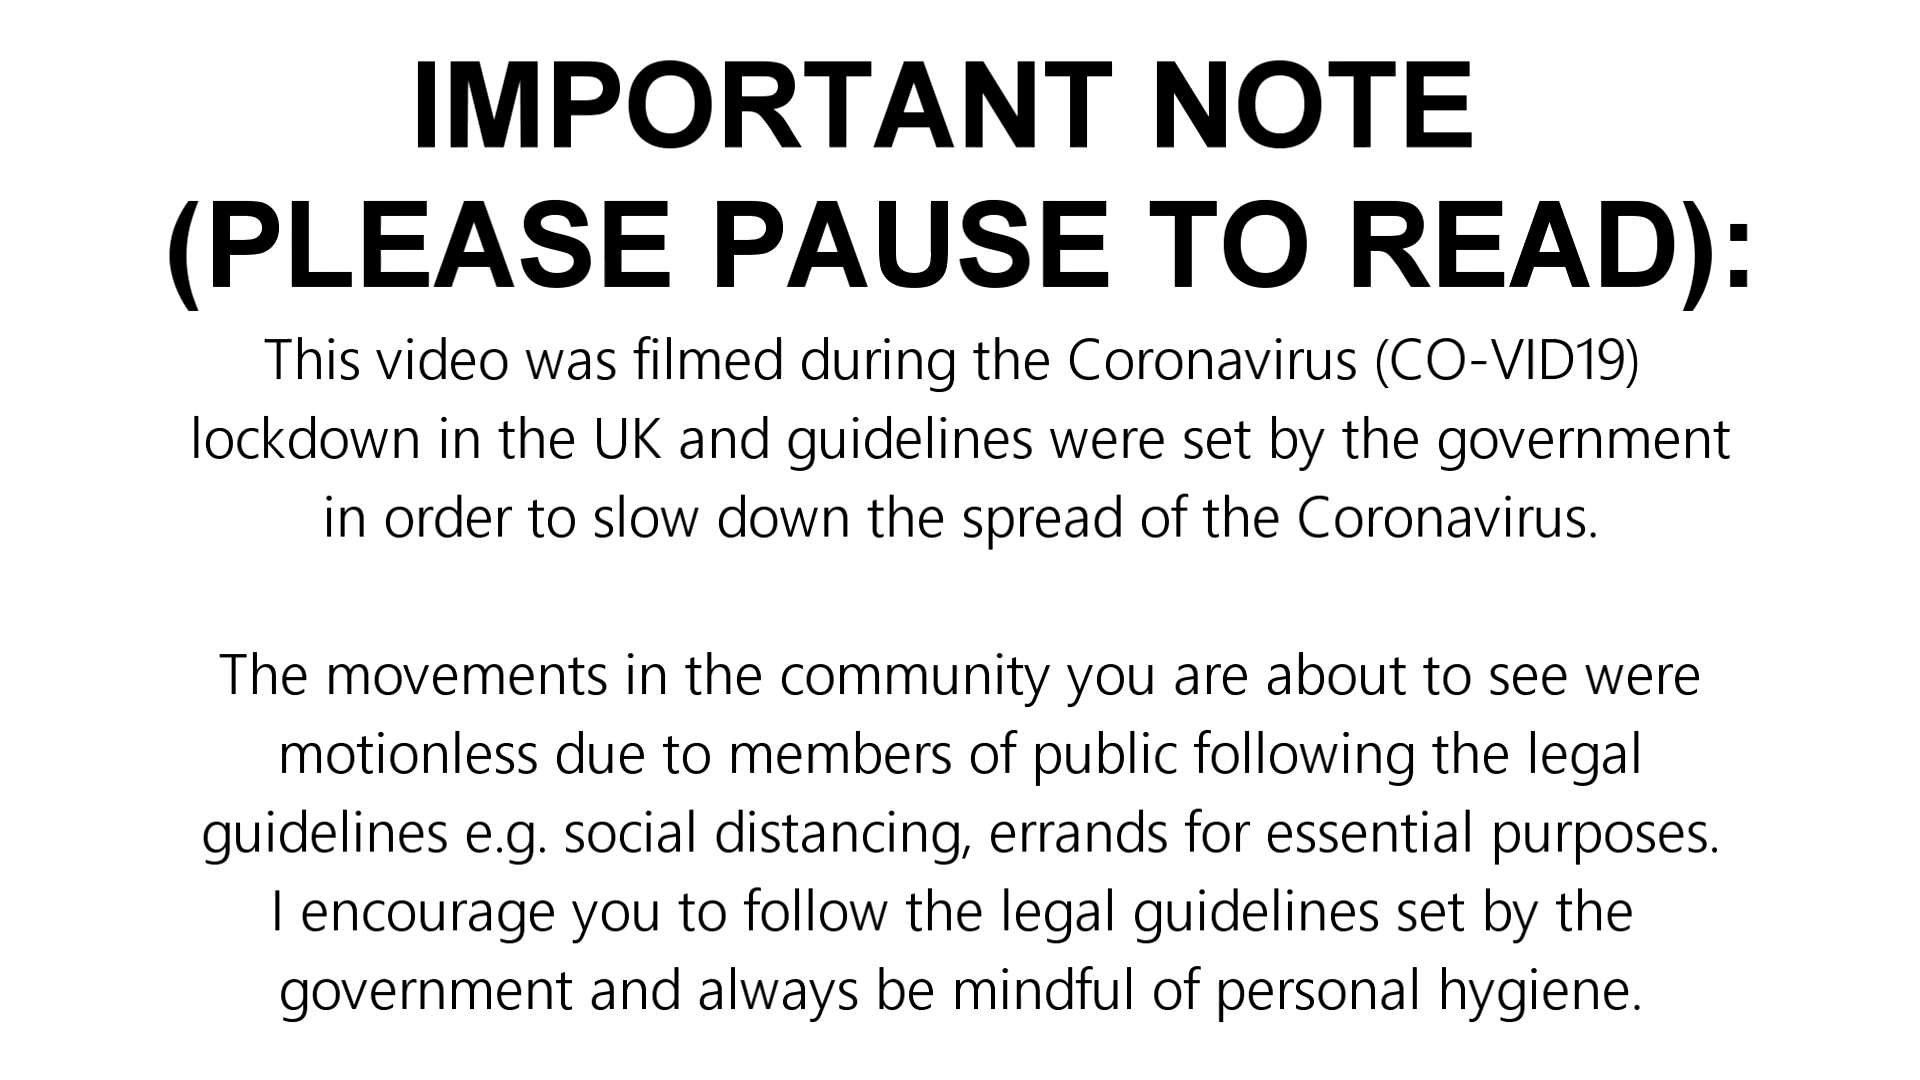 IMPORTANT NOTE
(PLEASE PAUSE TO READ):
This video was filmed during the Coronavirus (CO-VID19)
lockdown in the UK and guidelines were set by the government
in order to slow down the spread of the Coronavirus.
The movements in the community you are about to see were
motionless due to members of public following the legal
guidelines e.g. social distancing, errands for essential purposes.
I encourage you to follow the legal guidelines set by the
government and always be mindful of personal hygiene.